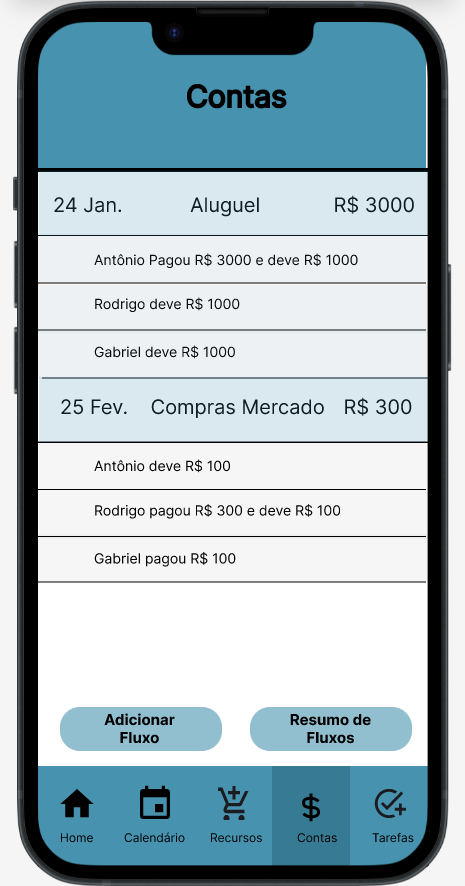 Contas
24 Jan. Aluguel R$ 3000
Antônio Pagou R$ 3000 e deve R$ 1000
Rodrigo deve R$ 1000
Gabriel deve R$ 1000
25 Fev. Compras Mercado R$ 300
Antônio deve R$ 100
Rodrigo pagou R$ 300 e deve R$ 100
Gabriel pagou R$ 100
Adicionar
Fluxo
Resumo de
Fluxos
Home Calendário Recursos Contas Tarefas